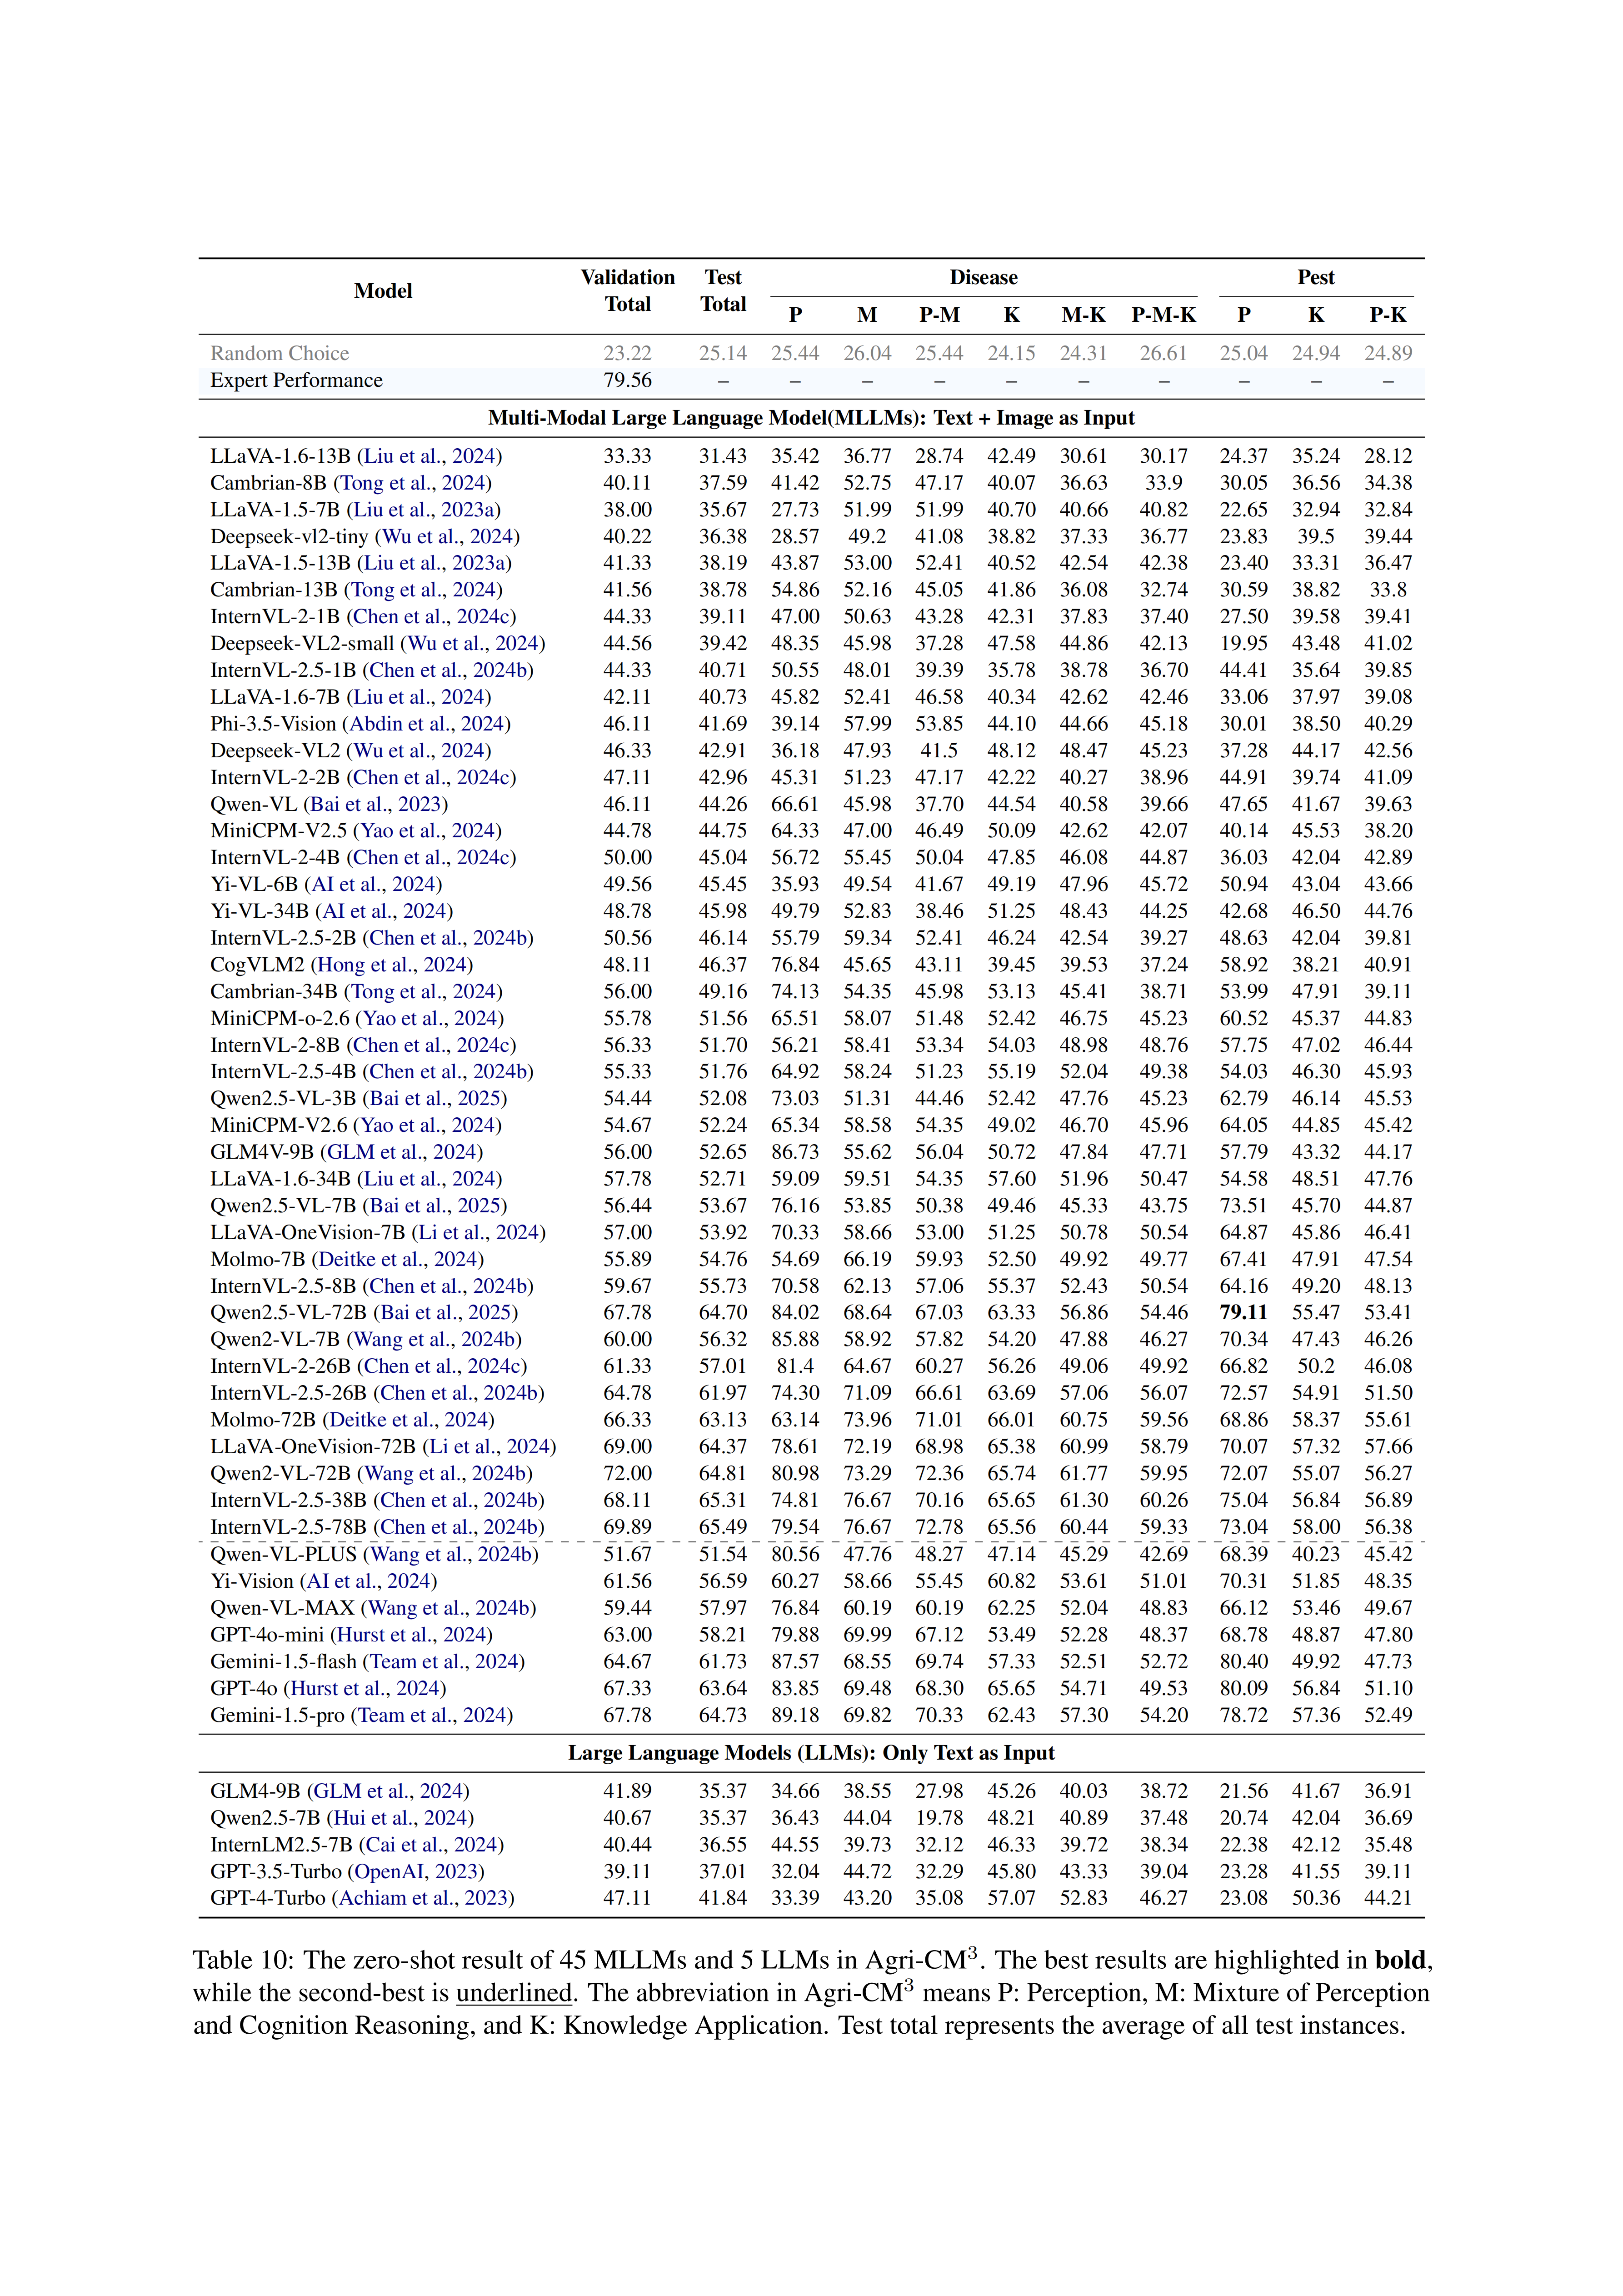 Model Validation Total Test Total Disease Pest
P M P-M K M-K P-M-K P K P-K
Random Choice 23.22 25.14 25.44 26.04 25.44 24.15 24.31 26.61 25.04 24.94 24.89
Expert Performance 79.56 – – – – – – – – – –
Multi-Modal Large Language Model(MLLMs): Text + Image as Input
LLaVA-1.6-13B (Liu et al., 2024) 33.33 31.43 35.42 36.77 28.74 42.49 30.61 30.17 24.37 35.24 28.12
Cambrian-8B (Tong et al., 2024) 40.11 37.59 41.42 52.75 47.17 40.07 36.63 33.9 30.05 36.56 34.38
LLaVA-1.5-7B (Liu et al., 2023a) 38.00 35.67 27.73 51.99 51.99 40.70 40.66 40.82 22.65 32.94 32.84
Deepseek-vl2-tiny (Wu et al., 2024) 40.22 36.38 28.57 49.2 41.08 38.82 37.33 36.77 23.83 39.5 39.44
LLaVA-1.5-13B (Liu et al., 2023a) 41.33 38.19 43.87 53.00 52.41 40.52 42.54 42.38 23.40 33.31 36.47
Cambrian-13B (Tong et al., 2024) 41.56 38.78 54.86 52.16 45.05 41.86 36.08 32.74 30.59 38.82 33.8
InternVL-2-1B (Chen et al., 2024c) 44.33 39.11 47.00 50.63 43.28 42.31 37.83 37.40 27.50 39.58 39.41
Deepseek-VL2-small (Wu et al., 2024) 44.56 39.42 48.35 45.98 37.28 47.58 44.86 42.13 19.95 43.48 41.02
InternVL-2.5-1B (Chen et al., 2024b) 44.33 40.71 50.55 48.01 39.39 35.78 38.78 36.70 44.41 35.64 39.85
LLaVA-1.6-7B (Liu et al., 2024) 42.11 40.73 45.82 52.41 46.58 40.34 42.62 42.46 33.06 37.97 39.08
Phi-3.5-Vision (Abdin et al., 2024) 46.11 41.69 39.14 57.99 53.85 44.10 44.66 45.18 30.01 38.50 40.29
Deepseek-VL2 (Wu et al., 2024) 46.33 42.91 36.18 47.93 41.5 48.12 48.47 45.23 37.28 44.17 42.56
InternVL-2-2B (Chen et al., 2024c) 47.11 42.96 45.31 51.23 47.17 42.22 40.27 38.96 44.91 39.74 41.09
Qwen-VL (Bai et al., 2023) 46.11 44.26 66.61 45.98 37.70 44.54 40.58 39.66 47.65 41.67 39.63
MiniCPM-V2.5 (Yao et al., 2024) 44.78 44.75 64.33 47.00 46.49 50.09 42.62 42.07 40.14 45.53 38.20
InternVL-2-4B (Chen et al., 2024c) 50.00 45.04 56.72 55.45 50.04 47.85 46.08 44.87 36.03 42.04 42.89
Yi-VL-6B (AI et al., 2024) 49.56 45.45 35.93 49.54 41.67 49.19 47.96 45.72 50.94 43.04 43.66
Yi-VL-34B (AI et al., 2024) 48.78 45.98 49.79 52.83 38.46 51.25 48.43 44.25 42.68 46.50 44.76
InternVL-2.5-2B (Chen et al., 2024b) 50.56 46.14 55.79 59.34 52.41 46.24 42.54 39.27 48.63 42.04 39.81
CogVLM2 (Hong et al., 2024) 48.11 46.37 76.84 45.65 43.11 39.45 39.53 37.24 58.92 38.21 40.91
Cambrian-34B (Tong et al., 2024) 56.00 49.16 74.13 54.35 45.98 53.13 45.41 38.71 53.99 47.91 39.11
MiniCPM-o-2.6 (Yao et al., 2024) 55.78 51.56 65.51 58.07 51.48 52.42 46.75 45.23 60.52 45.37 44.83
InternVL-2-8B (Chen et al., 2024c) 56.33 51.70 56.21 58.41 53.34 54.03 48.98 48.76 57.75 47.02 46.44
InternVL-2.5-4B (Chen et al., 2024b) 55.33 51.76 64.92 58.24 51.23 55.19 52.04 49.38 54.03 46.30 45.93
Qwen2.5-VL-3B (Bai et al., 2025) 54.44 52.08 73.03 51.31 44.46 52.42 47.76 45.23 62.79 46.14 45.53
MiniCPM-V2.6 (Yao et al., 2024) 54.67 52.24 65.34 58.58 54.35 49.02 46.70 45.96 64.05 44.85 45.42
GLM4V-9B (GLM et al., 2024) 56.00 52.65 86.73 55.62 56.04 50.72 47.84 47.71 57.79 43.32 44.17
LLaVA-1.6-34B (Liu et al., 2024) 57.78 52.71 59.09 59.51 54.35 57.60 51.96 50.47 54.58 48.51 47.76
Qwen2.5-VL-7B (Bai et al., 2025) 56.44 53.67 76.16 53.85 50.38 49.46 45.33 43.75 73.51 45.70 44.87
LLaVA-OneVision-7B (Li et al., 2024) 57.00 53.92 70.33 58.66 53.00 51.25 50.78 50.54 64.87 45.86 46.41
Molmo-7B (Deitke et al., 2024) 55.89 54.76 54.69 66.19 59.93 52.50 49.92 49.77 67.41 47.91 47.54
InternVL-2.5-8B (Chen et al., 2024b) 59.67 55.73 70.58 62.13 57.06 55.37 52.43 50.54 64.16 49.20 48.13
Qwen2.5-VL-72B (Bai et al., 2025) 67.78 64.70 84.02 68.64 67.03 63.33 56.86 54.46 79.11 55.47 53.41
Qwen2-VL-7B (Wang et al., 2024b) 60.00 56.32 85.88 58.92 57.82 54.20 47.88 46.27 70.34 47.43 46.26
InternVL-2-26B (Chen et al., 2024c) 61.33 57.01 81.4 64.67 60.27 56.26 49.06 49.92 66.82 50.2 46.08
InternVL-2.5-26B (Chen et al., 2024b) 64.78 61.97 74.30 71.09 66.61 63.69 57.06 56.07 72.57 54.91 51.50
Molmo-72B (Deitke et al., 2024) 66.33 63.13 63.14 73.96 71.01 66.01 60.75 59.56 68.86 58.37 55.61
LLaVA-OneVision-72B (Li et al., 2024) 69.00 64.37 78.61 72.19 68.98 65.38 60.99 58.79 70.07 57.32 57.66
Qwen2-VL-72B (Wang et al., 2024b) 72.00 64.81 80.98 73.29 72.36 65.74 61.77 59.95 72.07 55.07 56.27
InternVL-2.5-38B (Chen et al., 2024b) 68.11 65.31 74.81 76.67 70.16 65.65 61.30 60.26 75.04 56.84 56.89
InternVL-2.5-78B (Chen et al., 2024b) 69.89 65.49 79.54 76.67 72.78 65.56 60.44 59.33 73.04 58.00 56.38
Qwen-VL-PLUS (Wang et al., 2024b) 51.67 51.54 80.56 47.76 48.27 47.14 45.29 42.69 68.39 40.23 45.42
Yi-Vision (AI et al., 2024) 61.56 56.59 60.27 58.66 55.45 60.82 53.61 51.01 70.31 51.85 48.35
Qwen-VL-MAX (Wang et al., 2024b) 59.44 57.97 76.84 60.19 60.19 62.25 52.04 48.83 66.12 53.46 49.67
GPT-4o-mini (Hurst et al., 2024) 63.00 58.21 79.88 69.99 67.12 53.49 52.28 48.37 68.78 48.87 47.80
Gemini-1.5-flash (Team et al., 2024) 64.67 61.73 87.57 68.55 69.74 57.33 52.51 52.72 80.40 49.92 47.73
GPT-4o (Hurst et al., 2024) 67.33 63.64 83.85 69.48 68.30 65.65 54.71 49.53 80.09 56.84 51.10
Gemini-1.5-pro (Team et al., 2024) 67.78 64.73 89.18 69.82 70.33 62.43 57.30 54.20 78.72 57.36 52.49
Large Language Models (LLMs): Only Text as Input
GLM4-9B (GLM et al., 2024) 41.89 35.37 34.66 38.55 27.98 45.26 40.03 38.72 21.56 41.67 36.91
Qwen2.5-7B (Hui et al., 2024) 40.67 35.37 36.43 44.04 19.78 48.21 40.89 37.48 20.74 42.04 36.69
InternLM2.5-7B (Cai et al., 2024) 40.44 36.55 44.55 39.73 32.12 46.33 39.72 38.34 22.38 42.12 35.48
GPT-3.5-Turbo (OpenAI, 2023) 39.11 37.01 32.04 44.72 32.29 45.80 43.33 39.04 23.28 41.55 39.11
GPT-4-Turbo (Achiam et al., 2023) 47.11 41.84 33.39 43.20 35.08 57.07 52.83 46.27 23.08 50.36 44.21
Table 10: The zero-shot result of 45 MLLMs and 5 LLMs in Agri-CM³. The best results are highlighted in bold,
while the second-best is underlined. The abbreviation in Agri-CM³ means P: Perception, M: Mixture of Perception
and Cognition Reasoning, and K: Knowledge Application. Test total represents the average of all test instances.